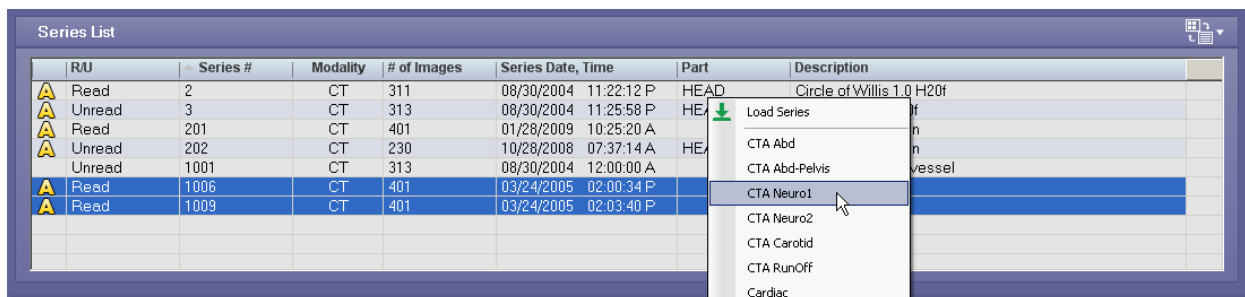 Series List
R/U Series # Modality # of Images Series Date, Time Part Description
A Read 2 CT 311 08/30/2004 11:22:12 P HEAD Circle of Willis 1.0 H20f
A Unread 3 CT 313 08/30/2004 11:25:58 P
A Read 201 CT 401 01/28/2009 10:25:20 A
A Unread 202 CT 230 10/28/2008 07:37:14 A
Unread 1001 CT 313 08/30/2004 12:00:00 A vessel
A Read 1006 CT 401 03/24/2005 02:00:34 P
A Read 1009 CT 401 03/24/2005 02:03:40 P
Load Series
CTA Abd
CTA Abd-Pelvis
CTA Neuro1
CTA Neuro2
CTA Carotid
CTA RunOff
Cardiac